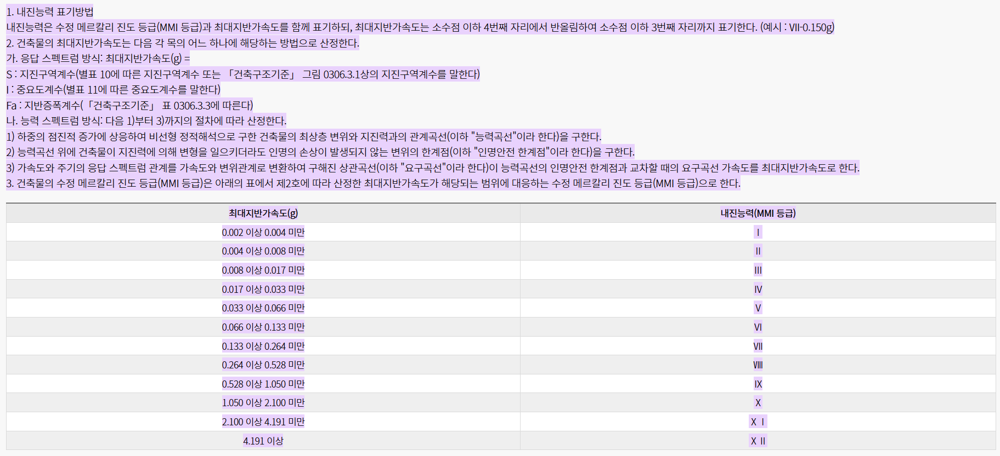 1. 내진능력 표기방법
내진능력은 수정 메르칼리 진도 등급(MMI 등급)과 최대지반가속도를 함께 표기하되, 최대지반가속도는 소수점 이하 4번째 자리에서 반올림하여 소수점 이하 3번째 자리까지 표기한다. (예시 : Ⅶ-0.150g)
2. 건축물의 최대지반가속도는 다음 각 목의 어느 하나에 해당하는 방법으로 산정한다.
가. 응답 스펙트럼 방식: 최대지반가속도(g) =
S : 지진구역계수(별표 10에 따른 지진구역계수 또는 「건축구조기준」 그림 0306.3.1상의 지진구역계수를 말한다)
I : 중요도계수(별표 11에 따른 중요도계수를 말한다)
Fa : 지반증폭계수(「건축구조기준」 표 0306.3.3에 따른다)
나. 능력 스펙트럼 방식: 다음 1)부터 3)까지의 절차에 따라 산정한다.
1) 하중의 점진적 증가에 상응하여 비선형 정적해석으로 구한 건축물의 최상층 변위와 지진력과의 관계곡선(이하 "능력곡선"이라 한다)을 구한다.
2) 능력곡선 위에 건축물이 지진력에 의해 변형을 일으키더라도 인명의 손상이 발생되지 않는 변위의 한계점(이하 "인명안전 한계점"이라 한다)을 구한다.
3) 가속도와 주기의 응답 스펙트럼 관계를 가속도와 변위관계로 변환하여 구해진 상관곡선(이하 "요구곡선"이라 한다)이 능력곡선의 인명안전 한계점과 교차할 때의 요구곡선 가속도를 최대지반가속도로 한다.
3. 건축물의 수정 메르칼리 진도 등급(MMI 등급)은 아래의 표에서 제2호에 따라 산정한 최대지반가속도가 해당되는 범위에 대응하는 수정 메르칼리 진도 등급(MMI 등급)으로 한다.
최대지반가속도(g) 내진능력(MMI 등급)
0.002 이상 0.004 미만 Ⅰ
0.004 이상 0.008 미만 Ⅱ
0.008 이상 0.017 미만 Ⅲ
0.017 이상 0.033 미만 Ⅳ
0.033 이상 0.066 미만 Ⅴ
0.066 이상 0.133 미만 Ⅵ
0.133 이상 0.264 미만 Ⅶ
0.264 이상 0.528 미만 Ⅷ
0.528 이상 1.050 미만 Ⅸ
1.050 이상 2.100 미만 Ⅹ
2.100 이상 4.191 미만 ⅩⅠ
4.191 이상 ⅩⅡ